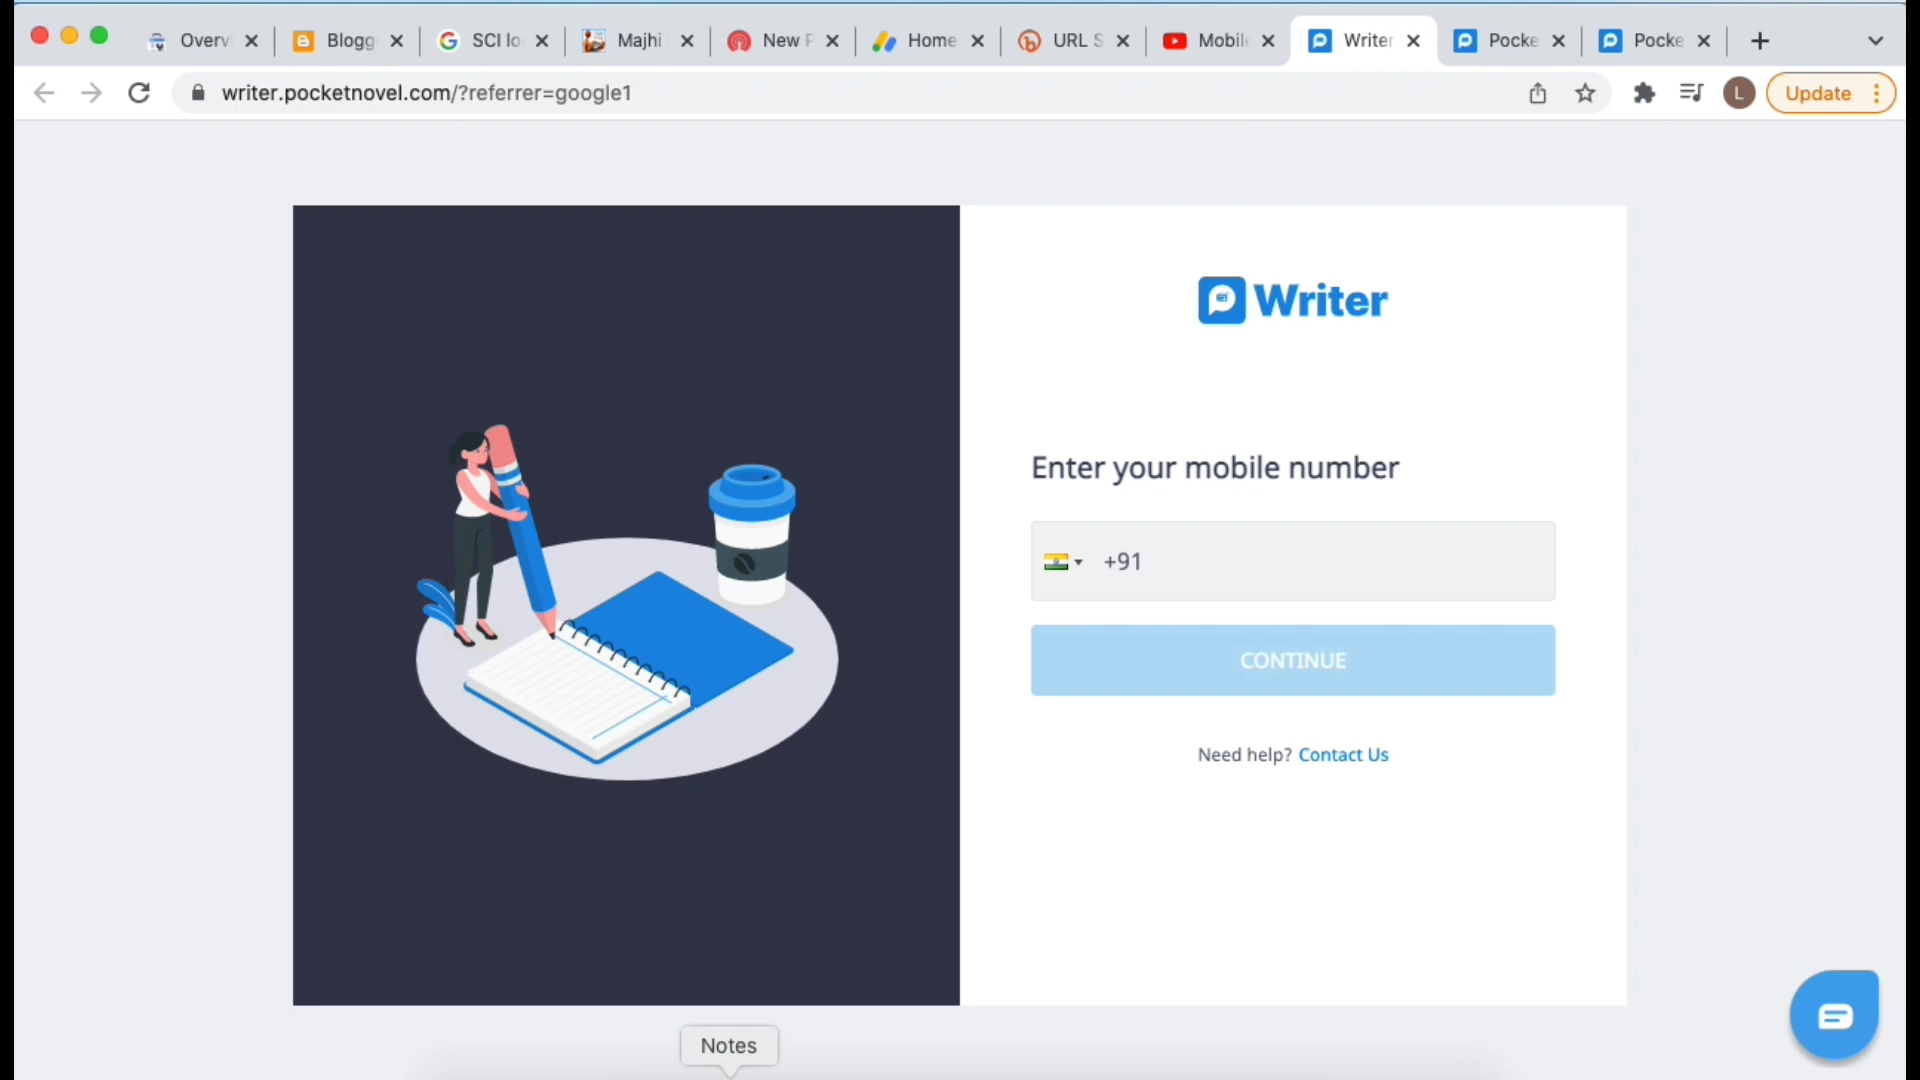 Overv
Blogg
SCI lo
Majhi
New P
Home
URL S
Mobile
Writer
Pocke
Pocke
writer.pocketnovel.com/?referrer=google1
L
Update
Writer
Enter your mobile number
+91
CONTINUE
Need help? Contact Us
Notes